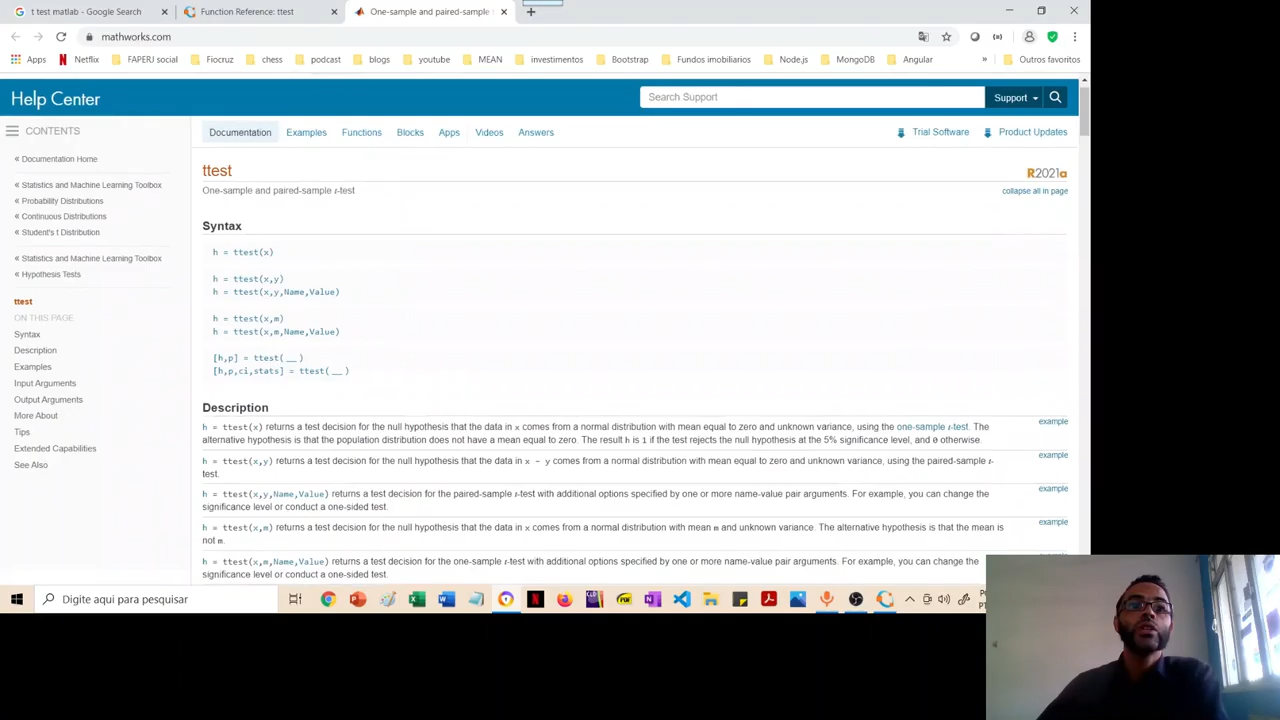 t test matlab - Google Search
Function Reference: ttest
One-sample and paired-sample
mathworks.com
Apps Netflix FAPERJ social Fiocruz chess podcast blogs youtube MEAN investimentos Bootstrap Fundos imobiliarios Node.js MongoDB Angular » Outros favoritos
Help Center
Search Support
Support
CONTENTS
Documentation Examples Functions Blocks Apps Videos Answers
Trial Software Product Updates
« Documentation Home
« Statistics and Machine Learning Toolbox
« Probability Distributions
« Continuous Distributions
« Student's t Distribution
« Statistics and Machine Learning Toolbox
« Hypothesis Tests
ttest
ON THIS PAGE
Syntax
Description
Examples
Input Arguments
Output Arguments
More About
Tips
Extended Capabilities
See Also
ttest
R2021a
One-sample and paired-sample t-test
collapse all in page
Syntax
h = ttest(x)
h = ttest(x,y)
h = ttest(x,y,Name,Value)
h = ttest(x,m)
h = ttest(x,m,Name,Value)
[h,p] = ttest(__)
[h,p,ci,stats] = ttest(__)
Description
h = ttest(x) returns a test decision for the null hypothesis that the data in x comes from a normal distribution with mean equal to zero and unknown variance, using the one-sample t-test. The
example
alternative hypothesis is that the population distribution does not have a mean equal to zero. The result h is 1 if the test rejects the null hypothesis at the 5% significance level, and 0 otherwise.
h = ttest(x,y) returns a test decision for the null hypothesis that the data in x – y comes from a normal distribution with mean equal to zero and unknown variance, using the paired-sample t-
example
test.
h = ttest(x,y,Name,Value) returns a test decision for the paired-sample t-test with additional options specified by one or more name-value pair arguments. For example, you can change the
example
significance level or conduct a one-sided test.
h = ttest(x,m) returns a test decision for the null hypothesis that the data in x comes from a normal distribution with mean m and unknown variance. The alternative hypothesis is that the mean is
example
not m.
h = ttest(x,m,Name,Value) returns a test decision for the one-sample t-test with additional options specified by one or more name-value pair arguments. For example, you can change the
significance level or conduct a one-sided test.
Digite aqui para pesquisar